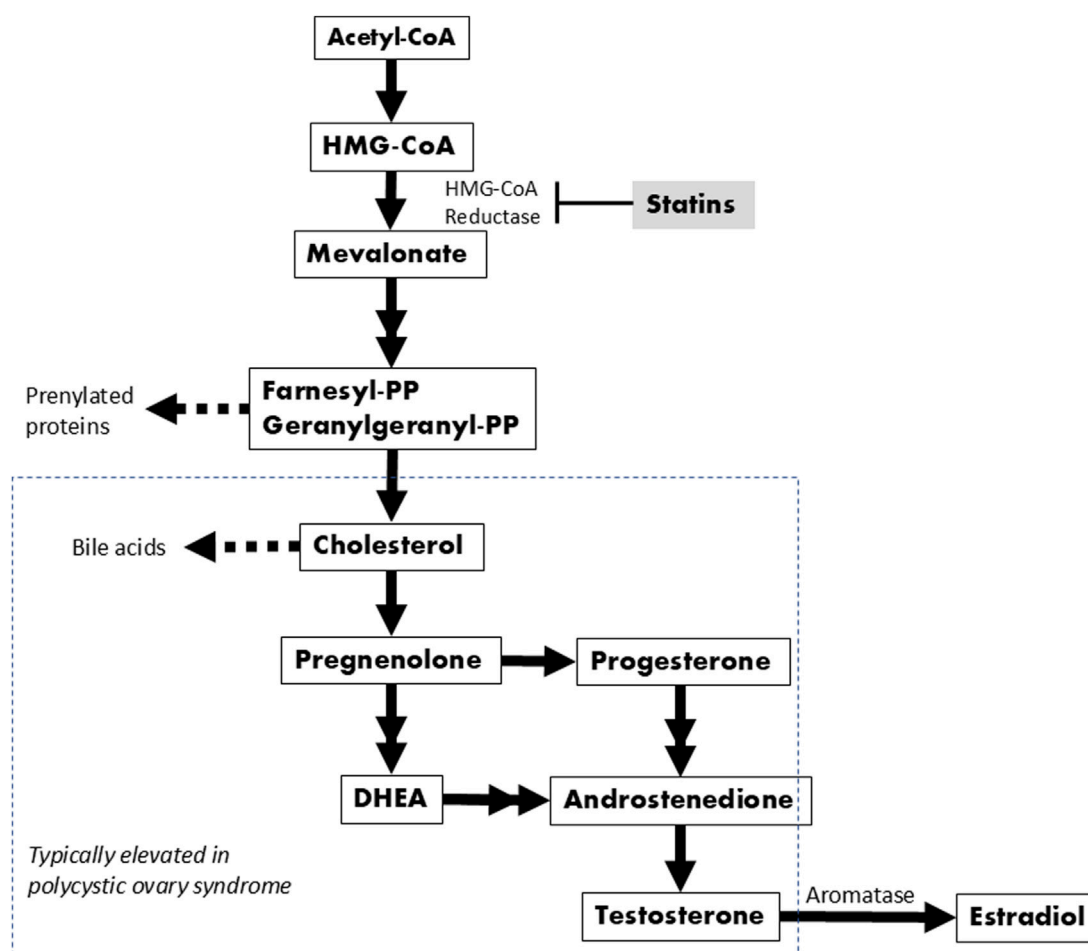 Acetyl-CoA
HMG-CoA
HMG-CoA
Reductase
Statins
Mevalonate
Farnesyl-PP
Geranylgeranyl-PP
Prenylated
proteins
Cholesterol
Bile acids
Pregnenolone
Progesterone
DHEA
Androstenedione
Typically elevated in
polycystic ovary syndrome
Testosterone
Aromatase
Estradiol